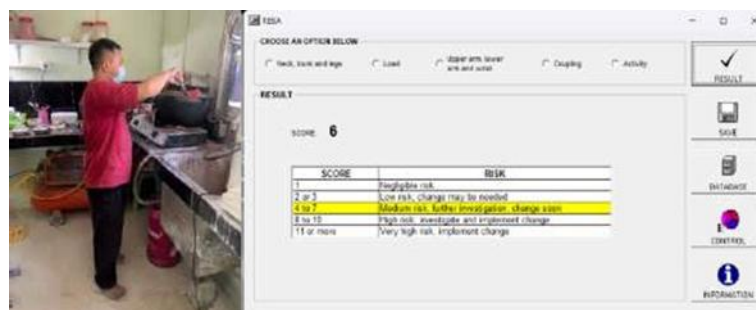 REBA
CHOOSE AN OPTION BELOW
Neck, trunk and legs
Load
Upper arm, lower
arm and wrist
Coupling
Activity
RESULT
RESULT
SCORE: 6
SCORE RISK
1 Negligible risk
2 or 3 Low risk, change may be needed
4 to 7 Medium risk, further investigation, change soon
8 to 10 High risk, investigate and implement change
11 or more Very high risk, implement change
SAVE
DATABASE
CONTROL
INFORMATION